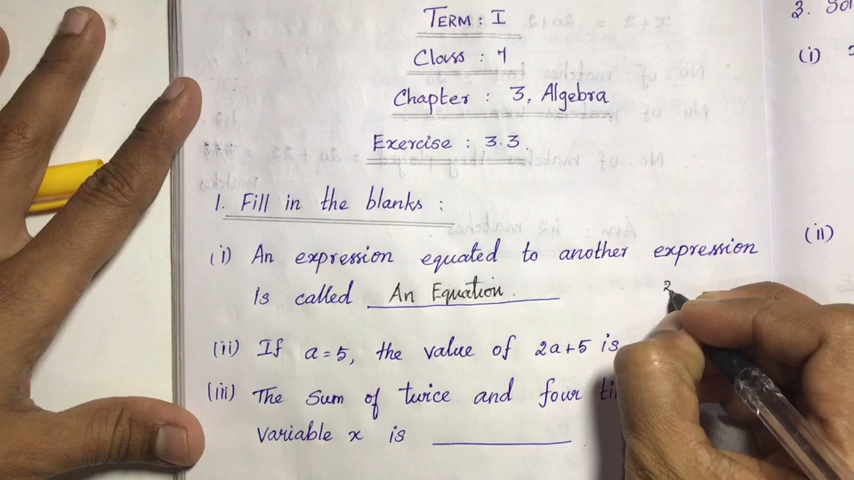 TERM : I
Class : 7
Chapter : 3, Algebra
Exercise : 3.3.
1. Fill in the blanks :
(i) An expression equated to another expression
is called An Equation.
(ii) If a = 5, the value of 2a+5 is
(iii) The sum of twice and four
variable x is
3.
(i)
(ii)